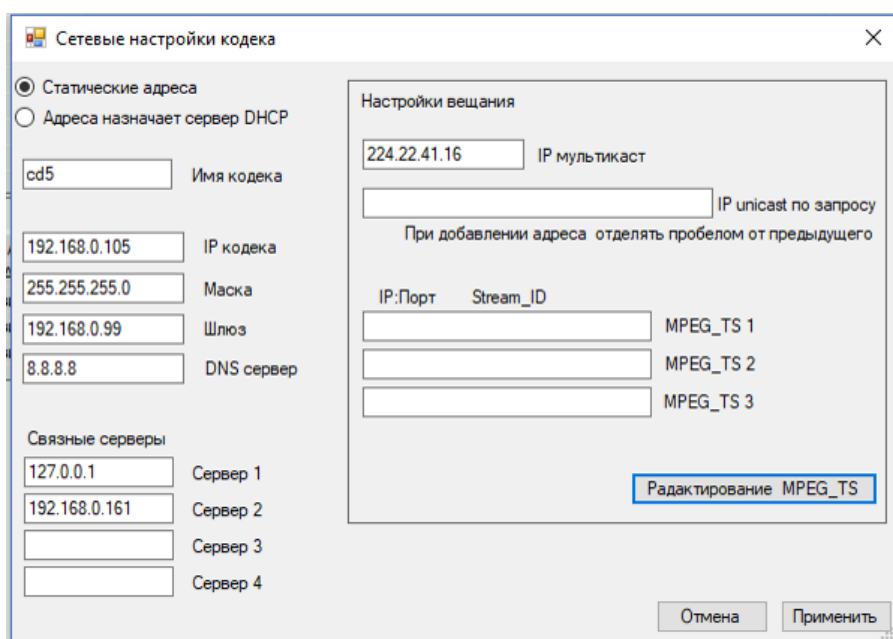 Сетевые настройки кодека
Статические адреса
Адреса назначает сервер DHCP
cd5 Имя кодека
192.168.0.105 IP кодека
255.255.255.0 Маска
192.168.0.99 Шлюз
8.8.8.8 DNS сервер
Связные серверы
127.0.0.1 Сервер 1
192.168.0.161 Сервер 2
Сервер 3
Сервер 4
Настройки вещания
224.22.41.16 IP мультикаст
IP unicast по запросу
При добавлении адреса отделять пробелом от предыдущего
IP:Порт Stream_ID
MPEG_TS 1
MPEG_TS 2
MPEG_TS 3
Радактирование MPEG_TS
Отмена Применить